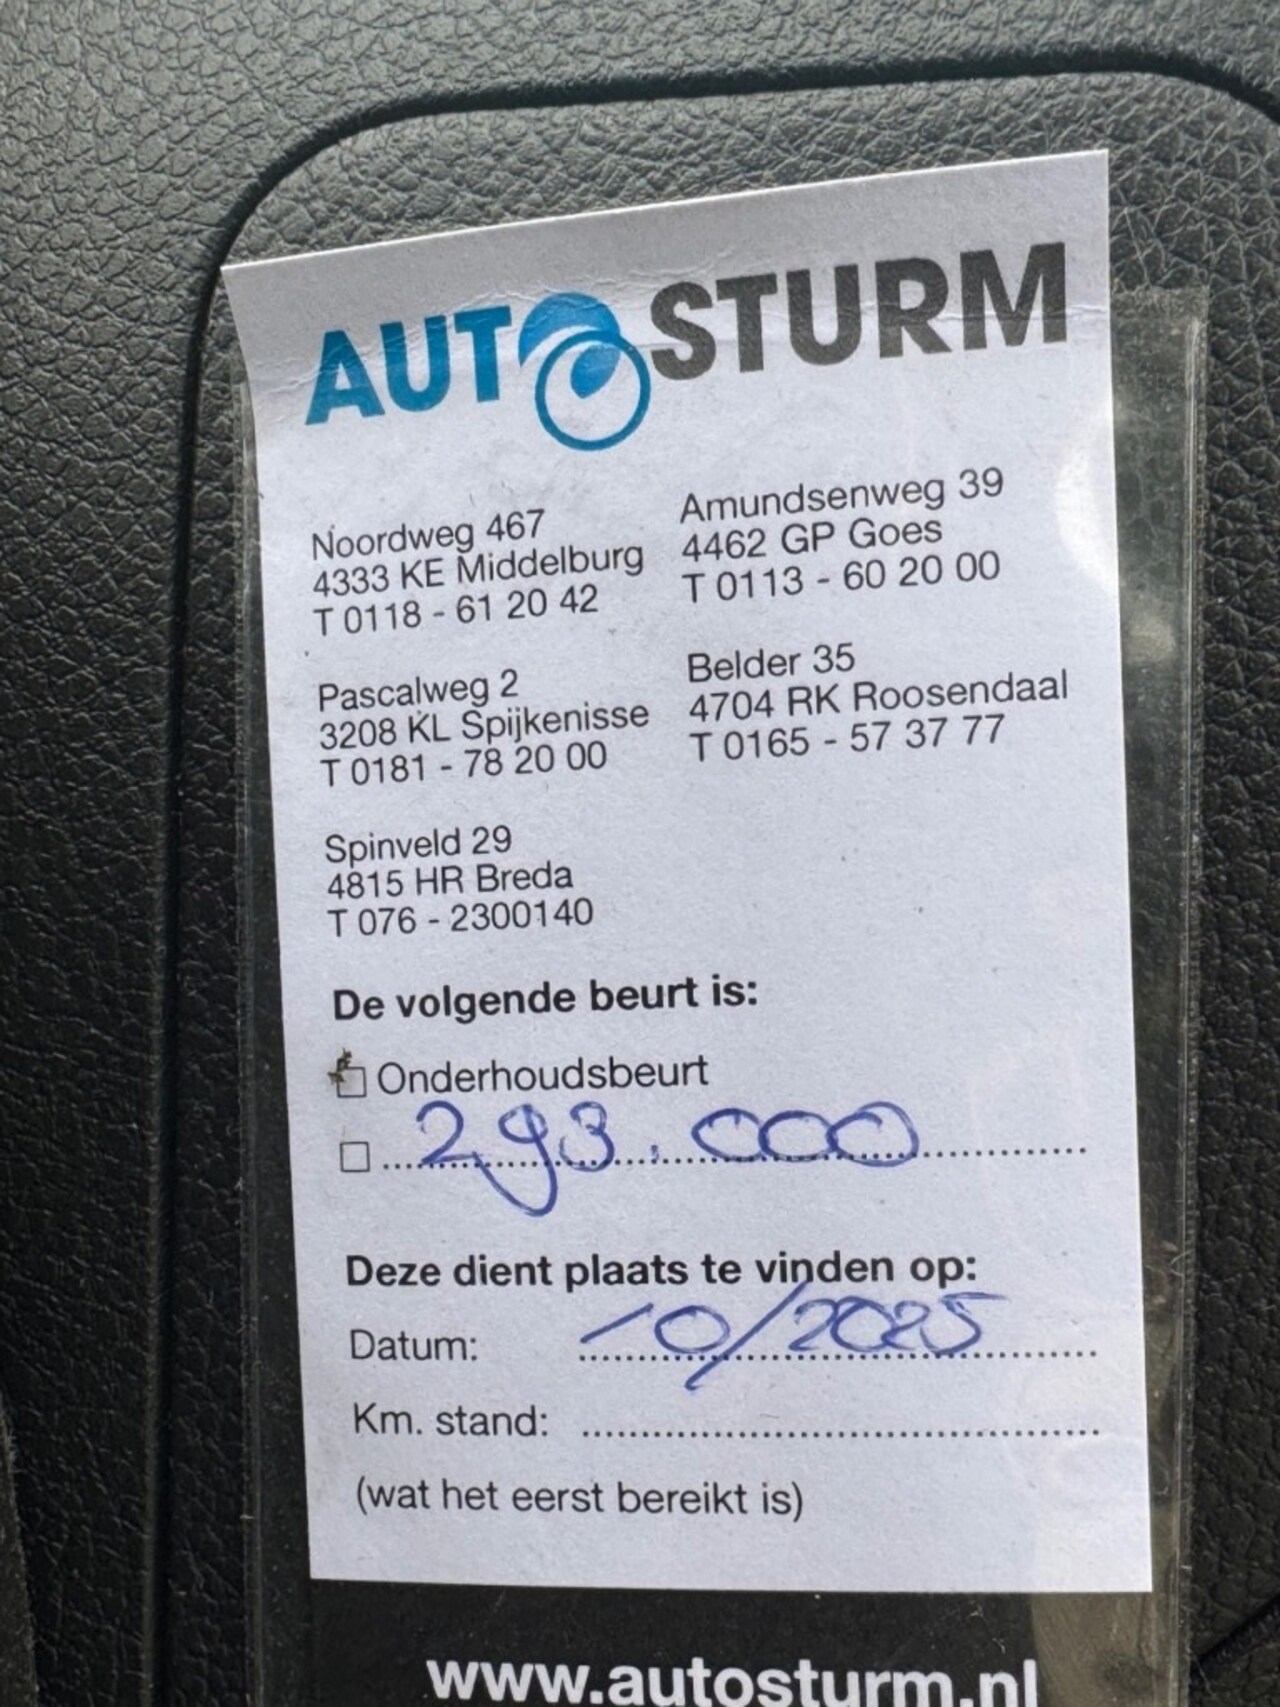 AUTO STURM
Noordweg 467
4333 KE Middelburg
T 0118 - 61 20 42
Amundsenweg 39
4462 GP Goes
T 0113 - 60 20 00
Pascalweg 2
3208 KL Spijkenisse
T 0181 - 78 20 00
Belder 35
4704 RK Roosendaal
T 0165 - 57 37 77
Spinveld 29
4815 HR Breda
T 076 - 2300140
De volgende beurt is:
Onderhoudsbeurt
293.000
Deze dient plaats te vinden op:
Datum: 10/2025
Km. stand:
(wat het eerst bereikt is)
www.autosturm.nl